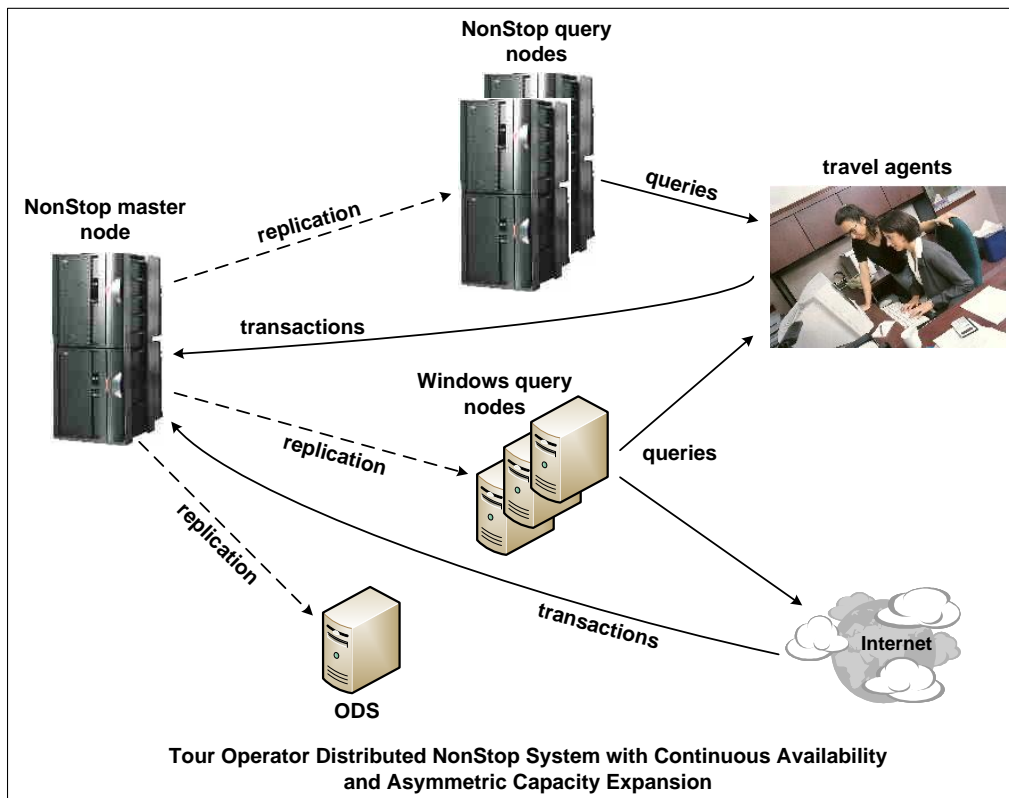 NonStop query
nodes
travel agents
queries
NonStop master
node
replication
transactions
Windows query
nodes
replication
queries
replication
transactions
Internet
ODS
Tour Operator Distributed NonStop System with Continuous Availability
and Asymmetric Capacity Expansion